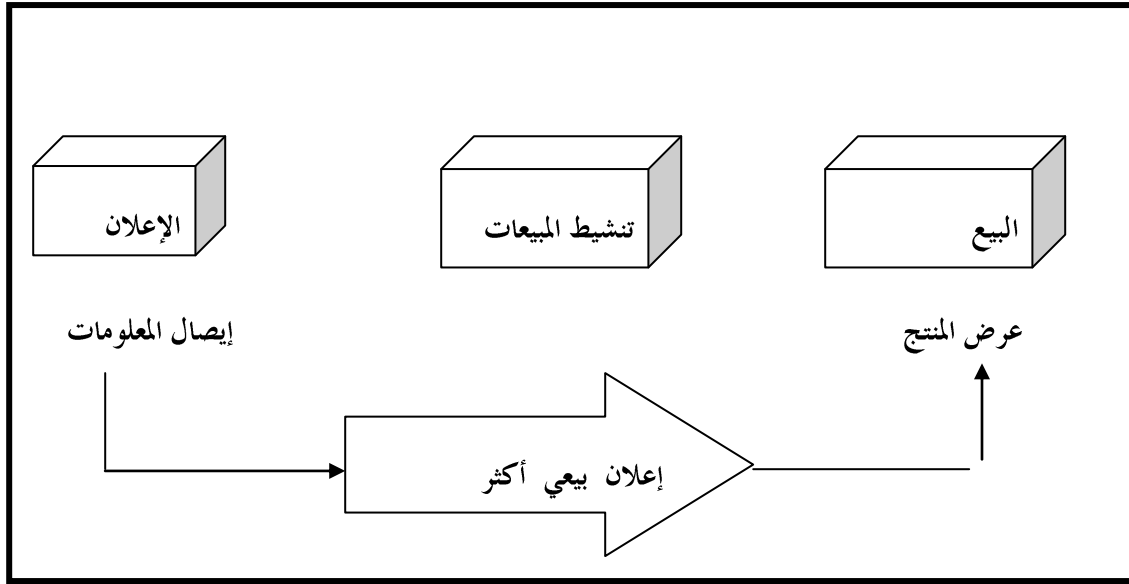 البيع
تنشيط المبيعات
الإعلان
عرض المنتج
إيصال المعلومات
إعلان بيعي أكثر